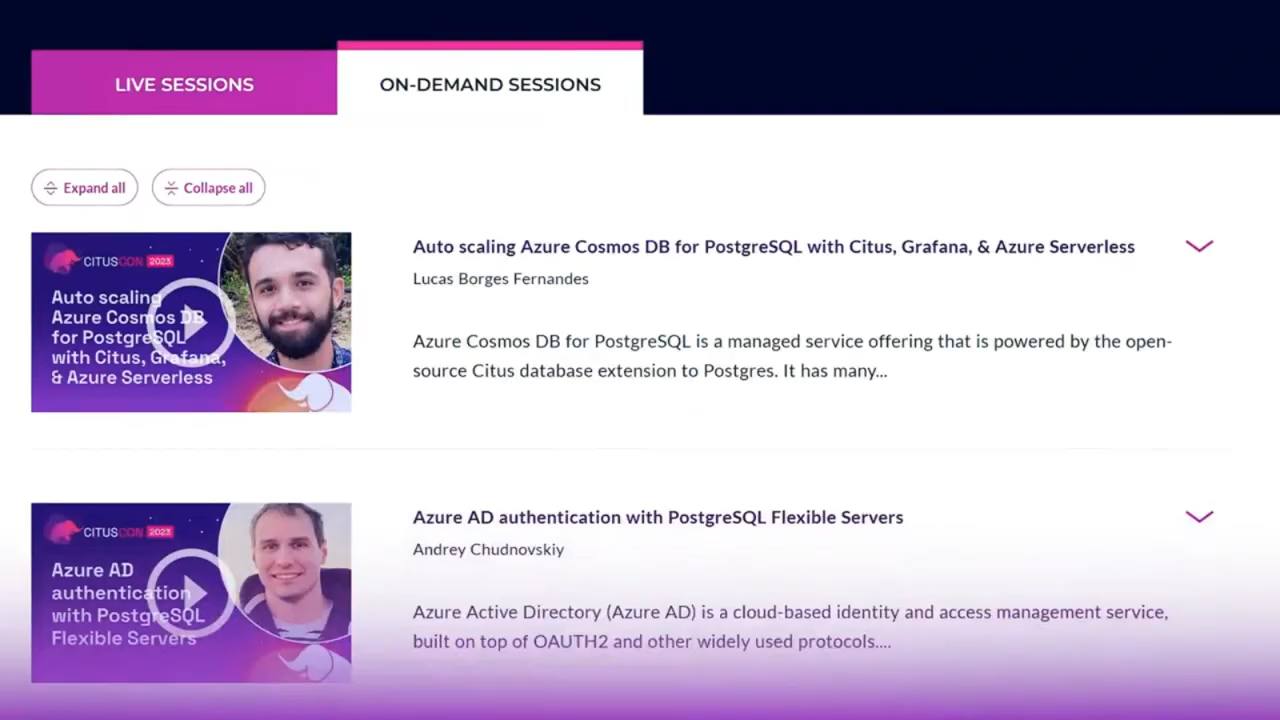 LIVE SESSIONS
ON-DEMAND SESSIONS
Expand all
Collapse all
CITUSCON 2023
Auto scaling
Azure Cosmos DB
for PostgreSQL
with Citus, Grafana,
& Azure Serverless
Auto scaling Azure Cosmos DB for PostgreSQL with Citus, Grafana, & Azure Serverless
Lucas Borges Fernandes
Azure Cosmos DB for PostgreSQL is a managed service offering that is powered by the open-
source Citus database extension to Postgres. It has many...
CITUSCON 2023
Azure AD
authentication
with PostgreSQL
Flexible Servers
Azure AD authentication with PostgreSQL Flexible Servers
Andrey Chudnovskiy
Azure Active Directory (Azure AD) is a cloud-based identity and access management service,
built on top of OAUTH2 and other widely used protocols....